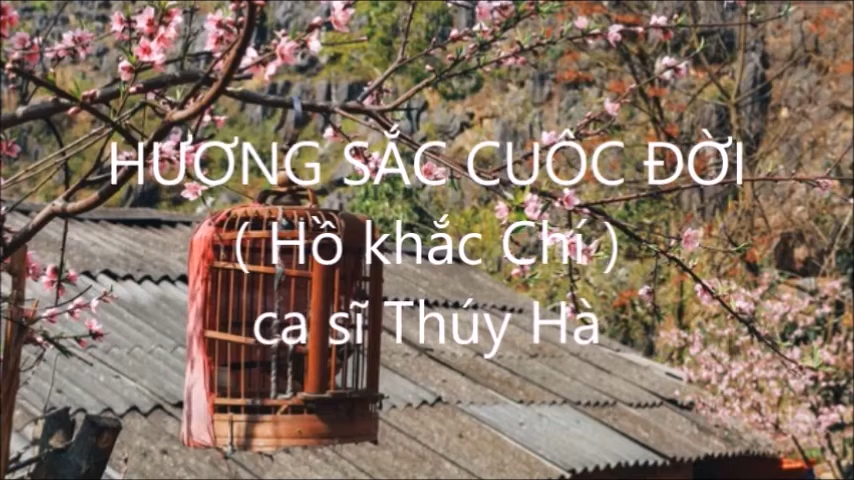 HƯƠNG SẮC CUỘC ĐỜI
( Hồ khắc Chí )
ca sĩ Thúy Hà